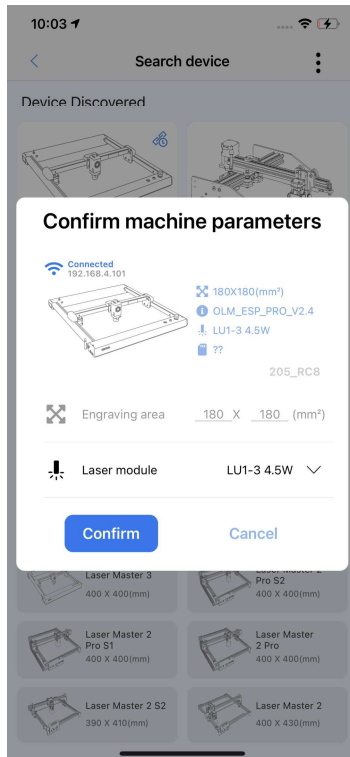 10:03
Search device
Device Discovered
Confirm machine parameters
Connected
192.168.4.101
180X180(mm²)
OLM_ESP_PRO_V2.4
LU1-3 4.5W
??
205_RC8
Engraving area 180 X 180 (mm²)
Laser module LU1-3 4.5W
Confirm Cancel
Laser Master 3
400 X 400(mm)
Laser Master 2
Pro S2
400 X 400(mm)
Laser Master 2
Pro S1
400 X 400(mm)
Laser Master
2 Pro
400 X 400(mm)
Laser Master 2 S2
390 X 410(mm)
Laser Master 2
400 X 430(mm)